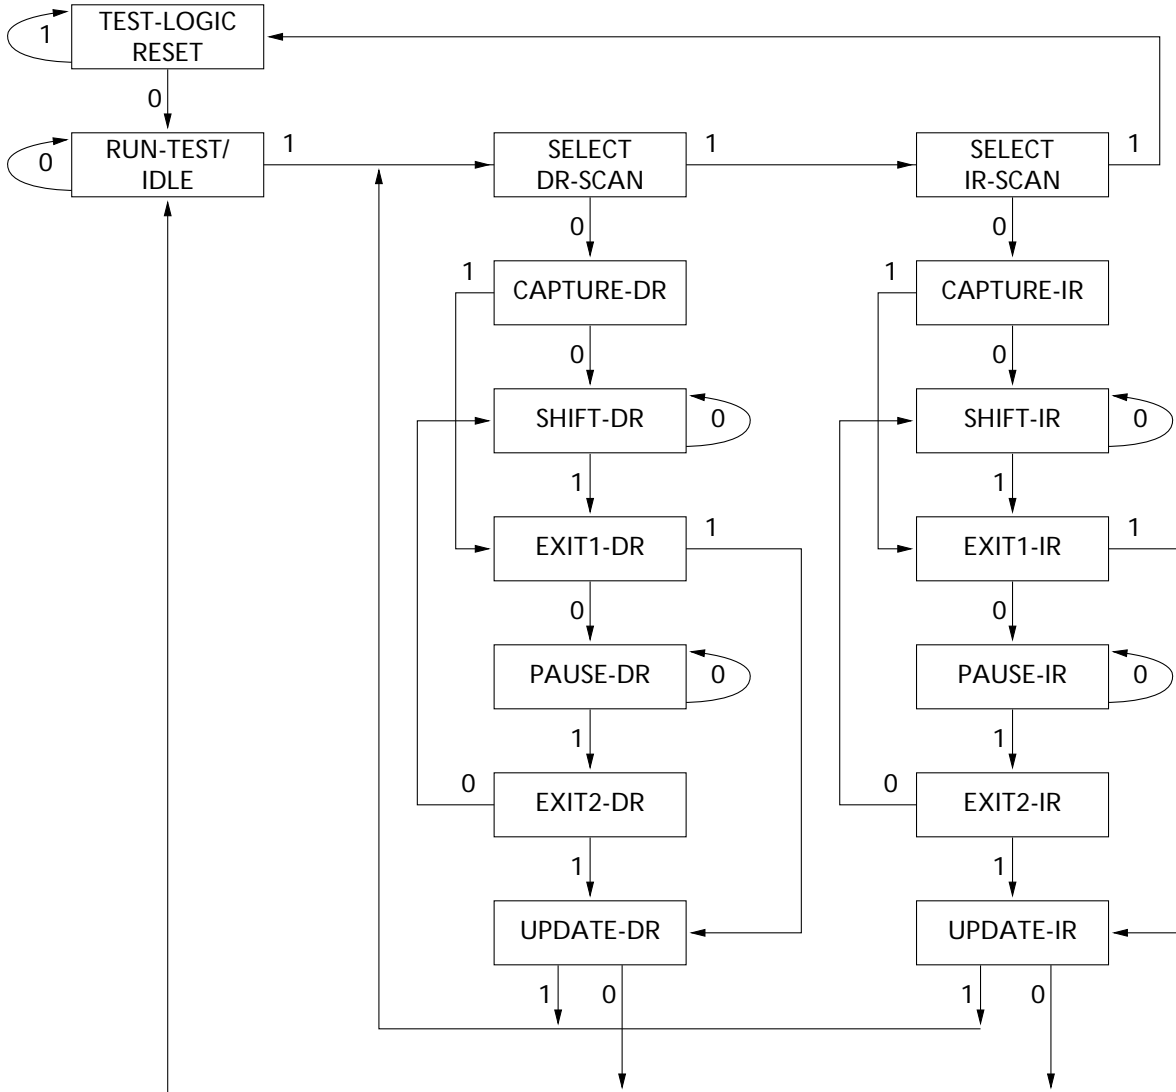 TEST-LOGIC
RESET
1
0
RUN-TEST/
IDLE
0
1
SELECT
DR-SCAN
1
SELECT
IR-SCAN
1
0
0
1
CAPTURE-DR
1
CAPTURE-IR
0
0
SHIFT-DR
0
SHIFT-IR
0
1
1
EXIT1-DR
1
EXIT1-IR
1
0
0
PAUSE-DR
0
PAUSE-IR
0
1
1
0
EXIT2-DR
0
EXIT2-IR
1
1
UPDATE-DR
UPDATE-IR
1
0
1
0